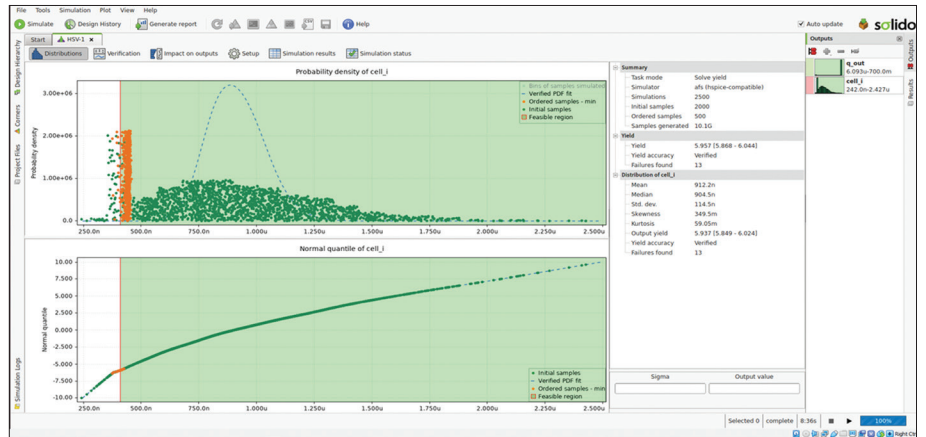 File Tools Simulation Plot View Help
Simulate Design History Generate report Help Auto update solido
Start HSV-1 ×
Distributions Verification Impact on outputs Setup Simulation results Simulation status
Design Hierarchy
Corners
Project Files
Simulation Logs
Probability density of cell_i
Probability density
3.00e+06
2.00e+06
1.00e+06
0.0
Bins of samples simulated
Verified PDF fit
Ordered samples - min
Initial samples
Feasible region
250.0n 500.0n 750.0n 1.000u 1.250u 1.500u 1.750u 2.000u 2.250u 2.500u
Normal quantile of cell_i
Normal quantile
10.00
7.500
5.000
2.500
0.000
-2.500
-5.000
-7.500
-10.00
Initial samples
Verified PDF fit
Ordered samples - min
Feasible region
250.0n 500.0n 750.0n 1.000u 1.250u 1.500u 1.750u 2.000u 2.250u 2.500u
Summary
Task mode Solve yield
Simulator afs (hspice-compatible)
Simulations 2500
Initial samples 2000
Ordered samples 500
Samples generated 10.1G
Yield
Yield 5.957 [5.868 - 6.044]
Yield accuracy Verified
Failures found 13
Distribution of cell_i
Mean 912.2n
Median 904.5n
Std. dev. 114.5n
Skewness 349.5m
Kurtosis 59.05m
Output yield 5.937 [5.849 - 6.024]
Yield accuracy Verified
Failures found 13
Sigma Output value
Outputs
q_out
6.093u-700.0m
cell_i
242.0n-2.427u
Outputs
Results
Selected 0 complete 8:36s 100%
Right Ctrl